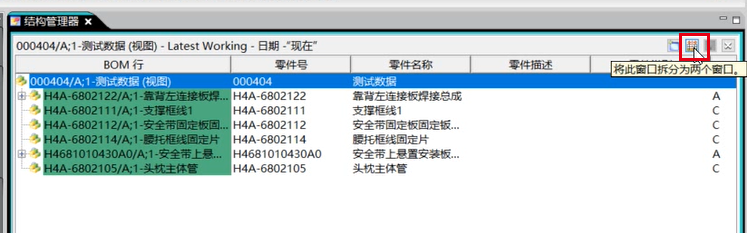 结构管理器
000404/A;1-测试数据 (视图) - Latest Working - 日期 -“现在”
将此窗口拆分为两个窗口。
BOM 行 零件号 零件名称 零件描述
000404/A;1-测试数据 (视图) 000404 测试数据
H4A-6802122/A;1-靠背左连接板焊... H4A-6802122 靠背左连接板焊接总成 A
H4A-6802111/A;1-支撑框线1 H4A-6802111 支撑框线1 C
H4A-6802112/A;1-安全带固定板固... H4A-6802112 安全带固定板固定钣... C
H4A-6802114/A;1-腰托框线固定片 H4A-6802114 腰托框线固定片 C
H4681010430A0/A;1-安全带上悬... H4681010430A0 安全带上悬置安装板... A
H4A-6802105/A;1-头枕主体管 H4A-6802105 头枕主体管 C